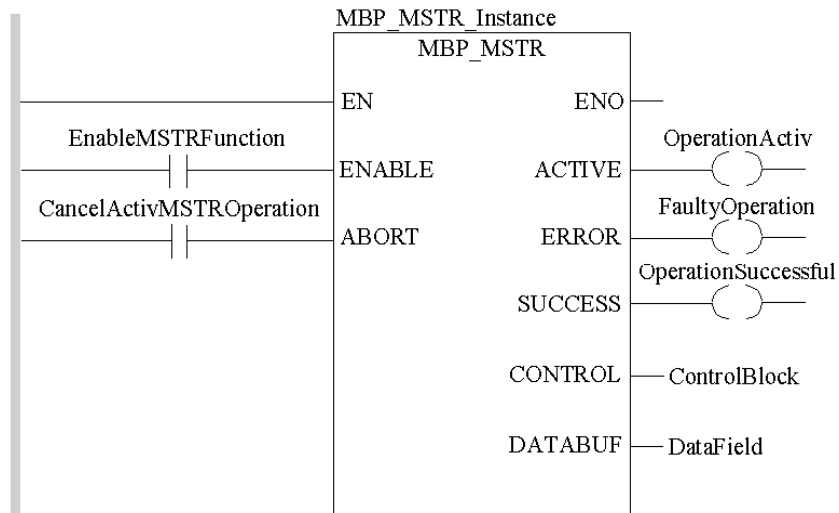 MBP_MSTR_Instance
MBP_MSTR
EN ENO
EnableMSTRFunction OperationActiv
ENABLE ACTIVE
CancelActivMSTROperation FaultyOperation
ABORT ERROR
OperationSuccessful
SUCCESS
CONTROL ControlBlock
DATABUF DataField